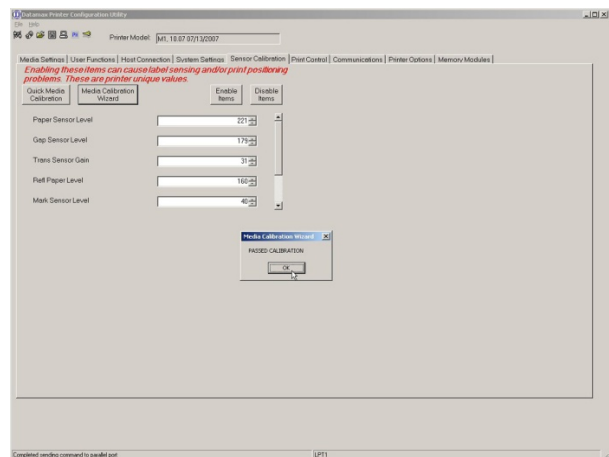 Datamax Printer Configuration Utility
File Help
Printer Model: M1, 10.07 07/13/2007
Media Settings User Functions Host Connection System Settings Sensor Calibration Print Control Communications Printer Options Memory Modules
Enabling these items can cause label sensing and/or print positioning
problems. These are printer unique values.
Quick Media Calibration
Media Calibration Wizard
Enable Items
Disable Items
Paper Sensor Level 221
Gap Sensor Level 179
Trans Sensor Gain 31
Refl Paper Level 160
Mark Sensor Level 40
Media Calibration Wizard
PASSED CALIBRATION
OK
Completed sending command to parallel port LPT1